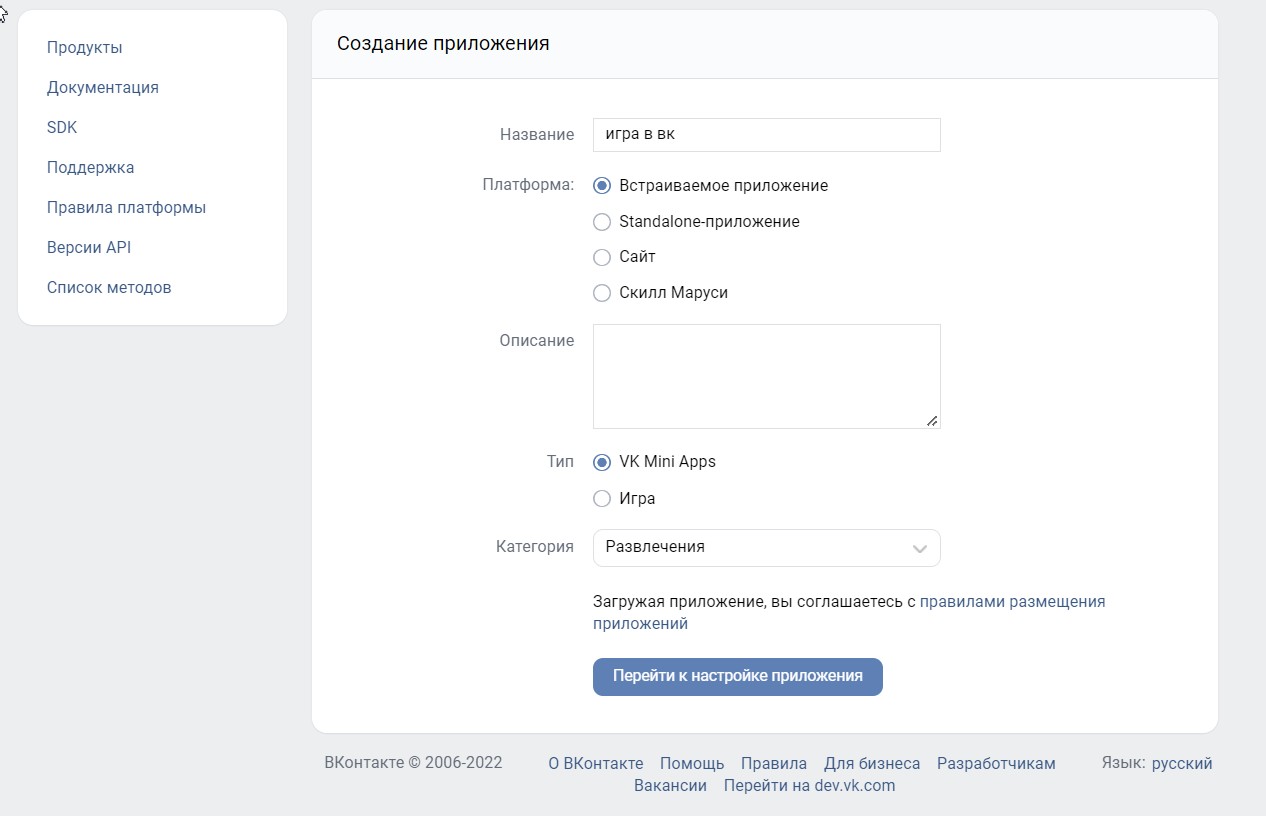 Продукты
Документация
SDK
Поддержка
Правила платформы
Версии API
Список методов
Создание приложения
Название
игра в вк
Платформа:
Встраиваемое приложение
Standalone-приложение
Сайт
Скилл Маруси
Описание
Тип
VK Mini Apps
Игра
Категория
Развлечения
Загружая приложение, вы соглашаетесь с правилами размещения
приложений
Перейти к настройке приложения
ВКонтакте © 2006-2022
О ВКонтакте Помощь Правила Для бизнеса Разработчикам
Вакансии Перейти на dev.vk.com
Язык: русский